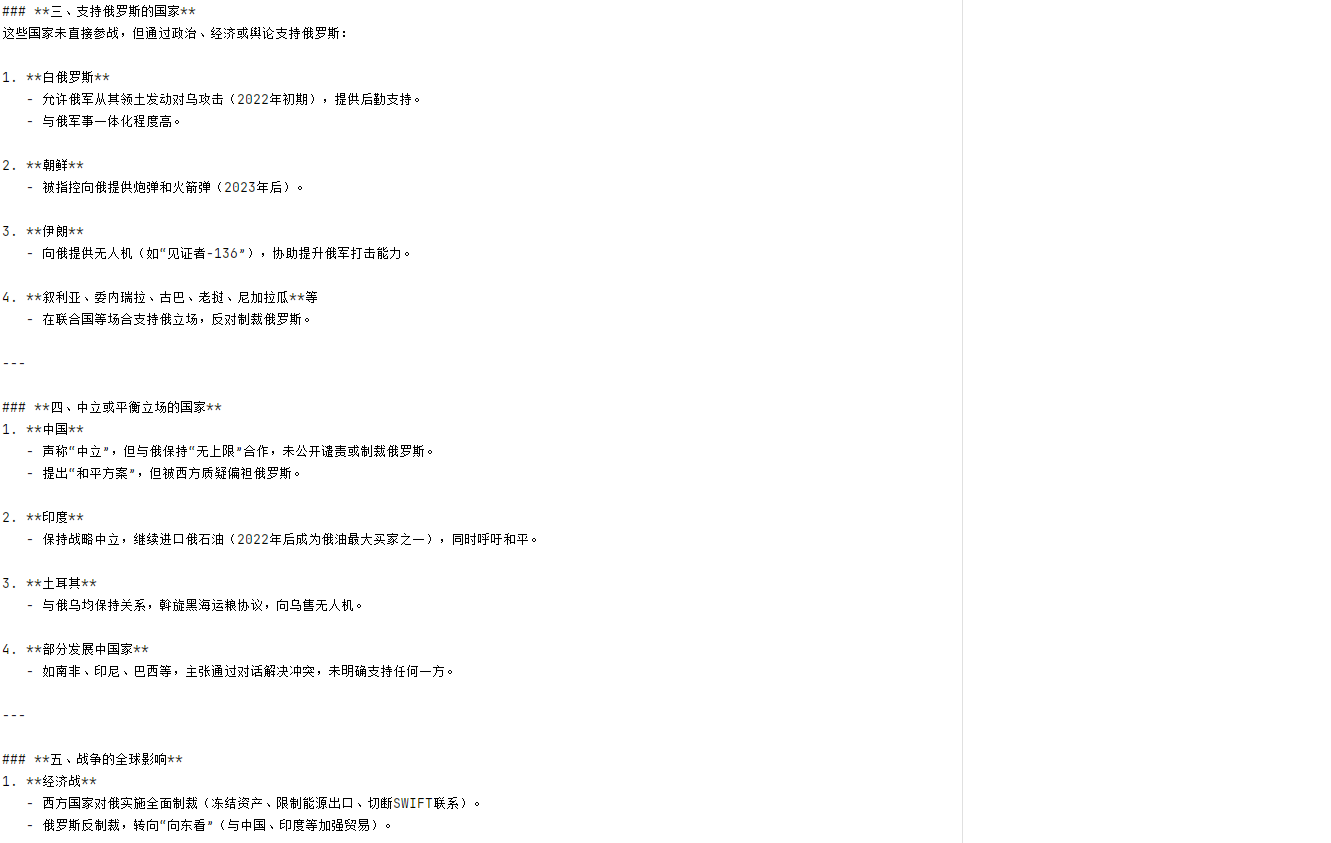 ### **三、支持俄罗斯的国家**
这些国家未直接参战，但通过政治、经济或舆论支持俄罗斯：
1. **白俄罗斯**
- 允许俄军从其领土发动对乌攻击（2022年初期），提供后勤支持。
- 与俄军事一体化程度高。
2. **朝鲜**
- 被指控向俄提供炮弹和火箭弹（2023年后）。
3. **伊朗**
- 向俄提供无人机（如“见证者-136”），协助提升俄军打击能力。
4. **叙利亚、委内瑞拉、古巴、老挝、尼加拉瓜**等
- 在联合国等场合支持俄立场，反对制裁俄罗斯。
---
### **四、中立或平衡立场的国家**
1. **中国**
- 声称“中立”，但与俄保持“无上限”合作，未公开谴责或制裁俄罗斯。
- 提出“和平方案”，但被西方质疑偏袒俄罗斯。
2. **印度**
- 保持战略中立，继续进口俄石油（2022年后成为俄油最大买家之一），同时呼吁和平。
3. **土耳其**
- 与俄乌均保持关系，斡旋黑海运粮协议，向乌售无人机。
4. **部分发展中国家**
- 如南非、印尼、巴西等，主张通过对话解决冲突，未明确支持任何一方。
---
### **五、战争的全球影响**
1. **经济战**
- 西方国家对俄实施全面制裁（冻结资产、限制能源出口、切断SWIFT联系）。
- 俄罗斯反制裁，转向“向东看”（与中国、印度等加强贸易）。